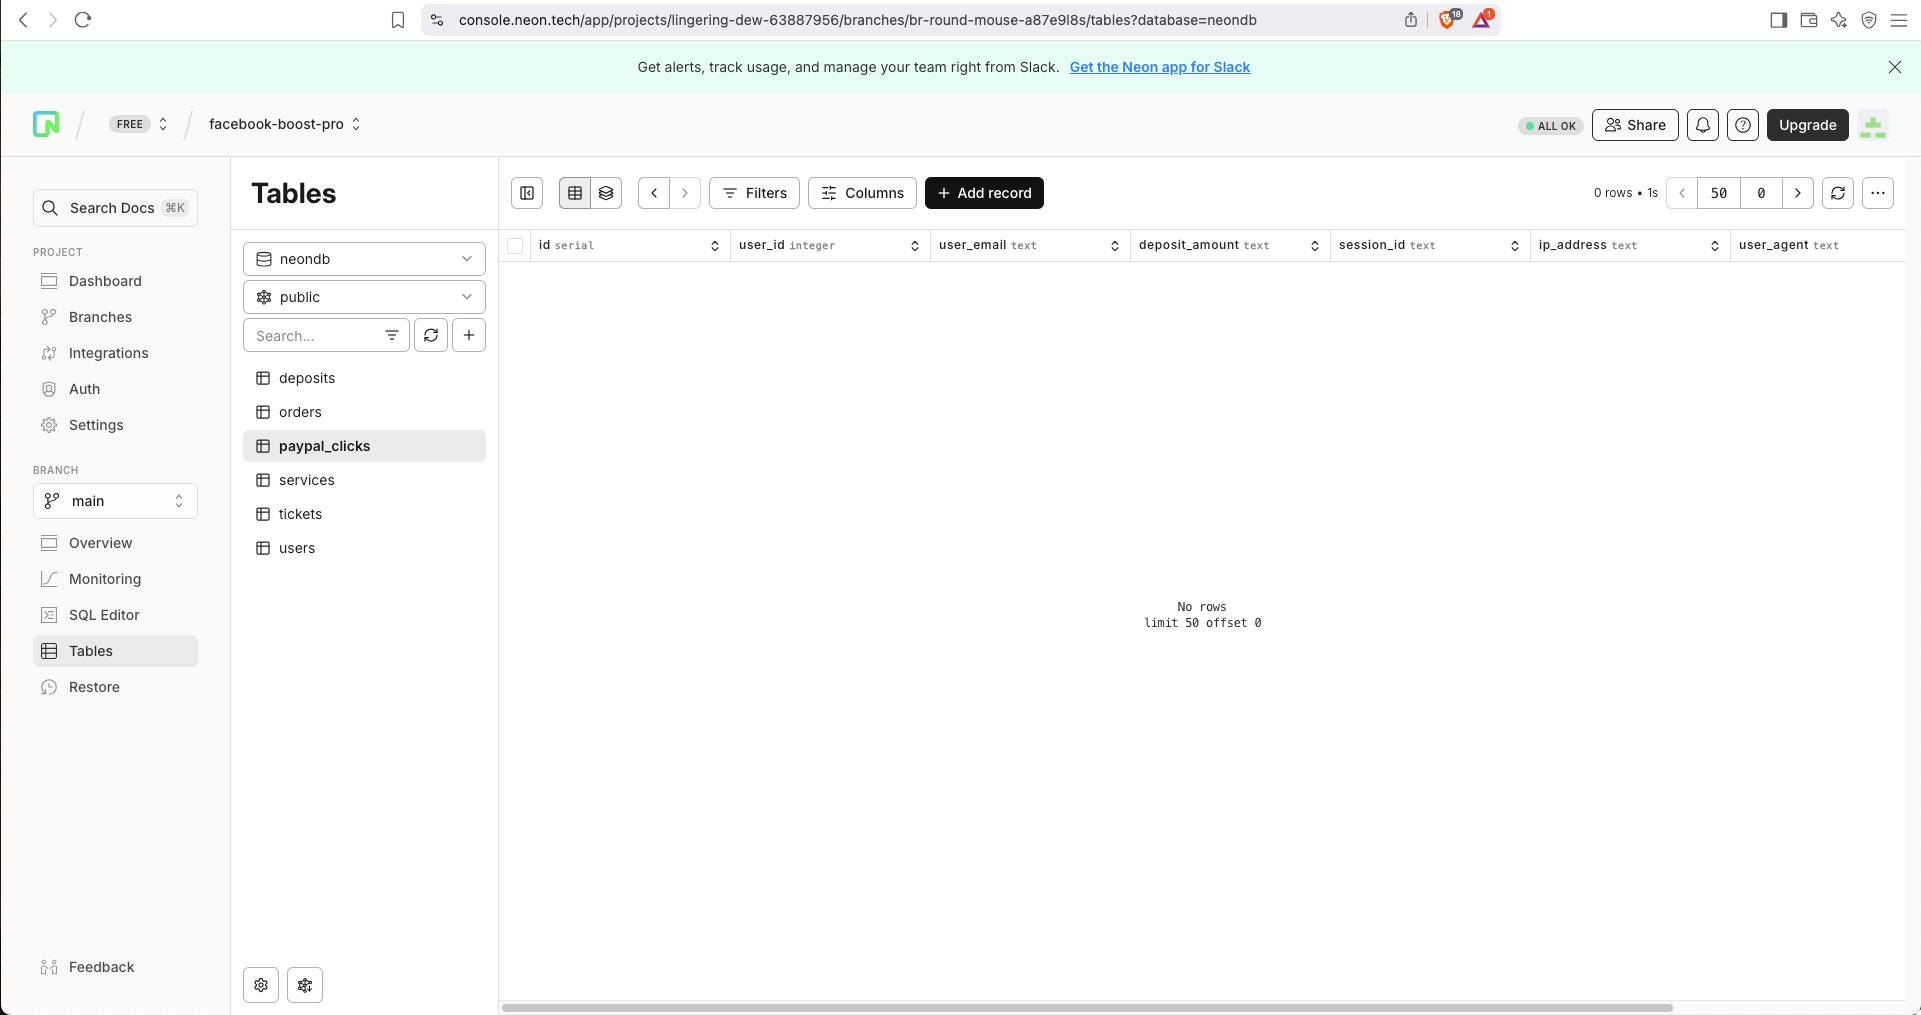 console.neon.tech/app/projects/lingering-dew-63887956/branches/br-round-mouse-a87e9l8s/tables?database=neondb
18
1
Get alerts, track usage, and manage your team right from Slack. Get the Neon app for Slack
FREE
facebook-boost-pro
ALL OK
Share
Upgrade
Search Docs ⌘K
PROJECT
Dashboard
Branches
Integrations
Auth
Settings
BRANCH
main
Overview
Monitoring
SQL Editor
Tables
Restore
Feedback
Tables
neondb
public
Search...
deposits
orders
paypal_clicks
services
tickets
users
Filters
Columns
Add record
0 rows • 1s
50
0
id serial
user_id integer
user_email text
deposit_amount text
session_id text
ip_address text
user_agent text
No rows
limit 50 offset 0